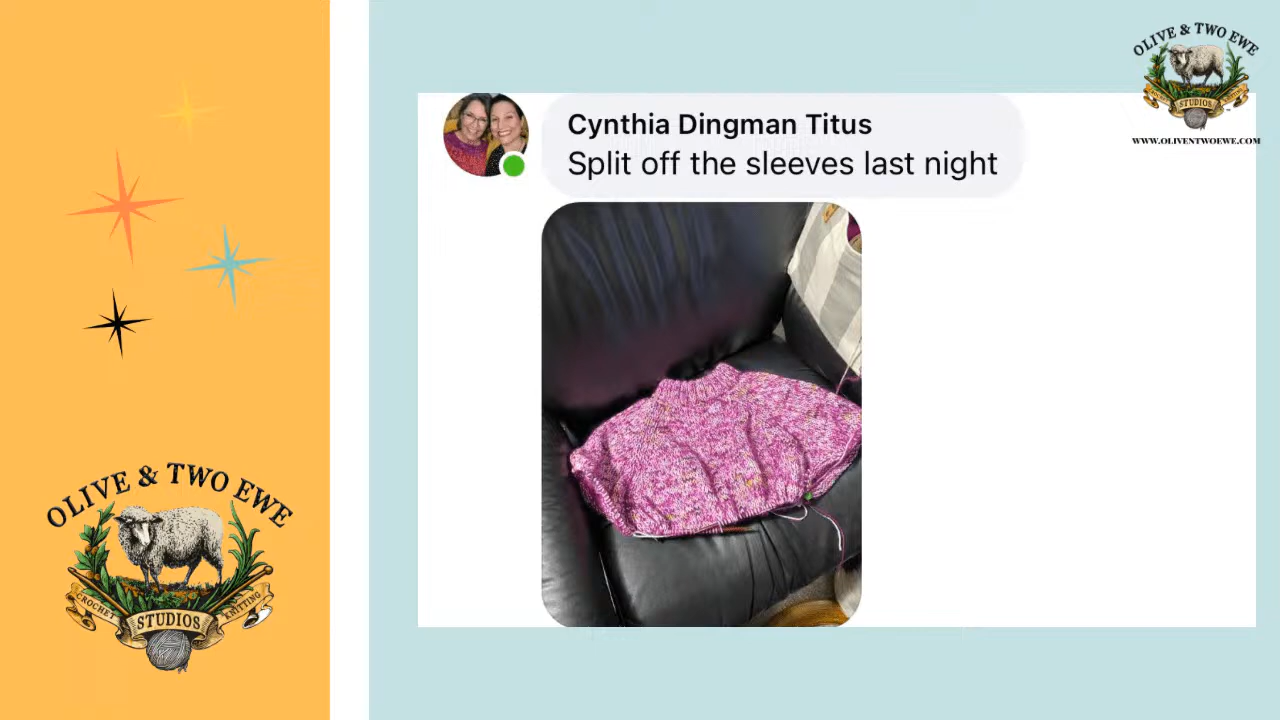 OLIVE & TWO EWE
CROCHET
STUDIOS
KNITTING
Cynthia Dingman Titus
Split off the sleeves last night
OLIVE & TWO EWE
STUDIOS
WWW.OLIVENTWOEWE.COM